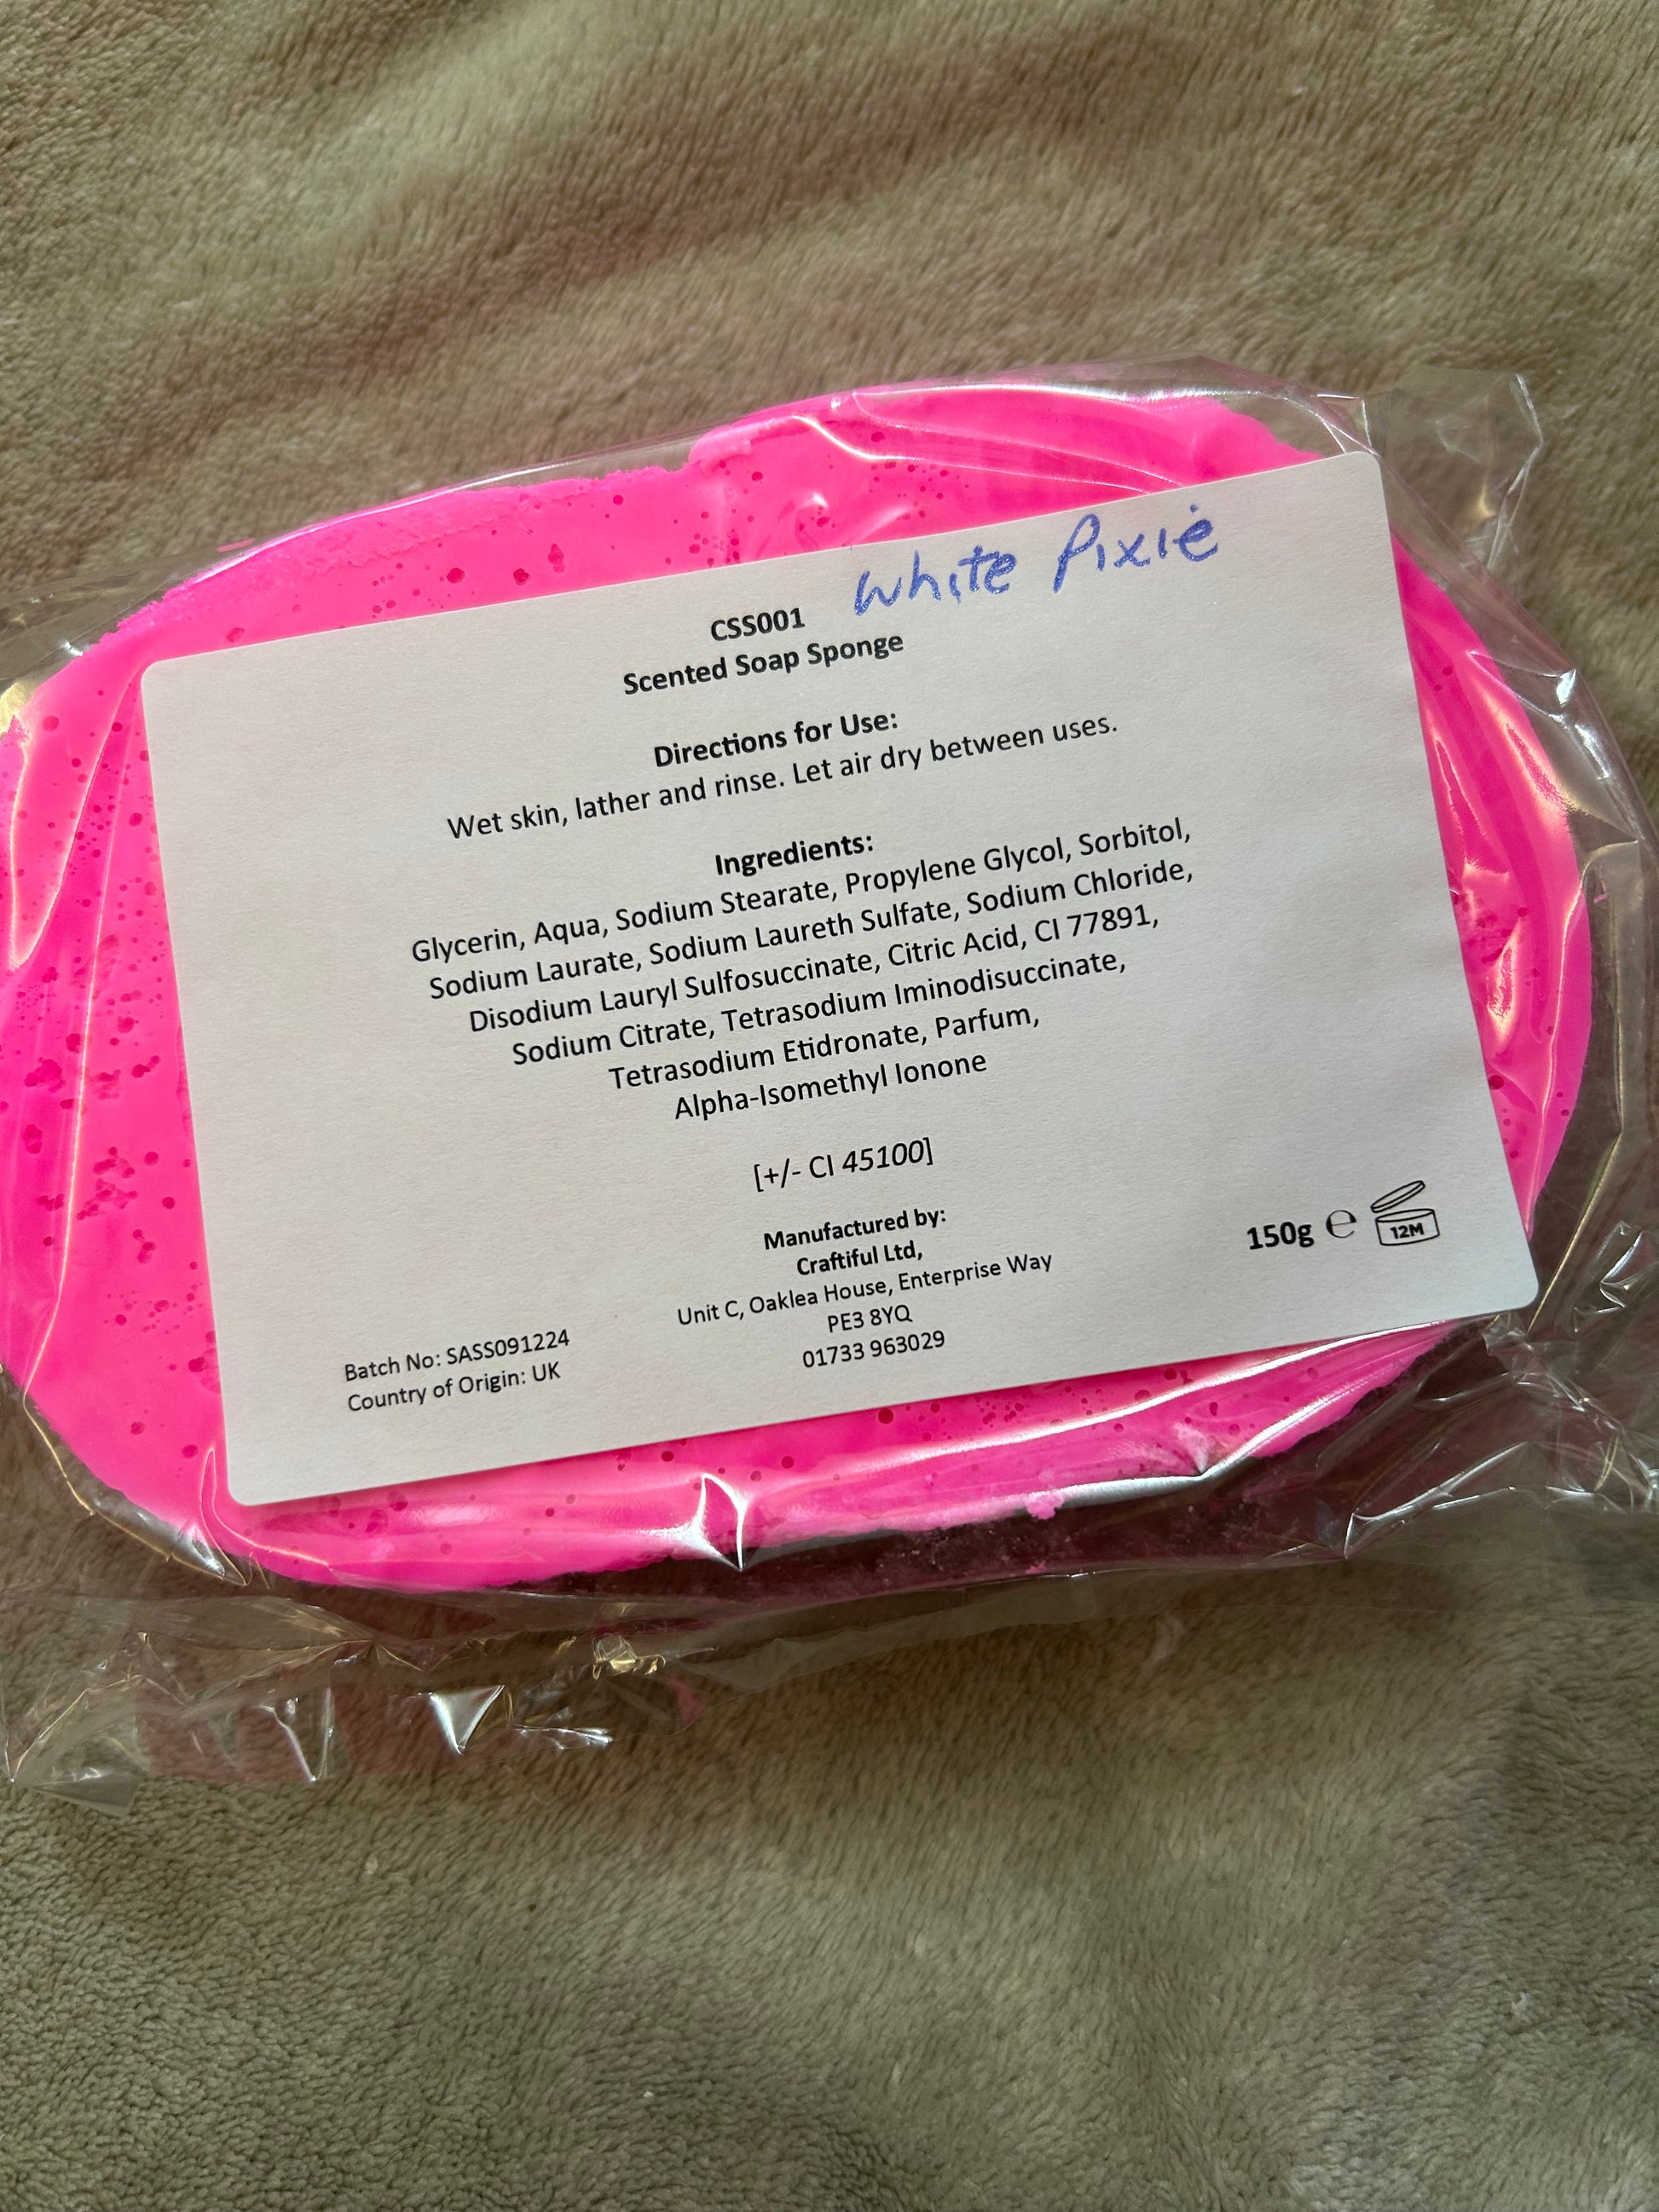 White Pixie
CSS001
Scented Soap Sponge
Directions for Use:
Wet skin, lather and rinse. Let air dry between uses.
Ingredients:
Glycerin, Aqua, Sodium Stearate, Propylene Glycol, Sorbitol,
Sodium Laurate, Sodium Laureth Sulfate, Sodium Chloride,
Disodium Lauryl Sulfosuccinate, Citric Acid, CI 77891,
Sodium Citrate, Tetrasodium Iminodisuccinate,
Tetrasodium Etidronate, Parfum,
Alpha-Isomethyl Ionone
[+/- CI 45100]
Manufactured by:
Craftiful Ltd,
Unit C, Oaklea House, Enterprise Way
PE3 8YQ
01733 963029
150g ℮ 12M
Batch No: SASS091224
Country of Origin: UK